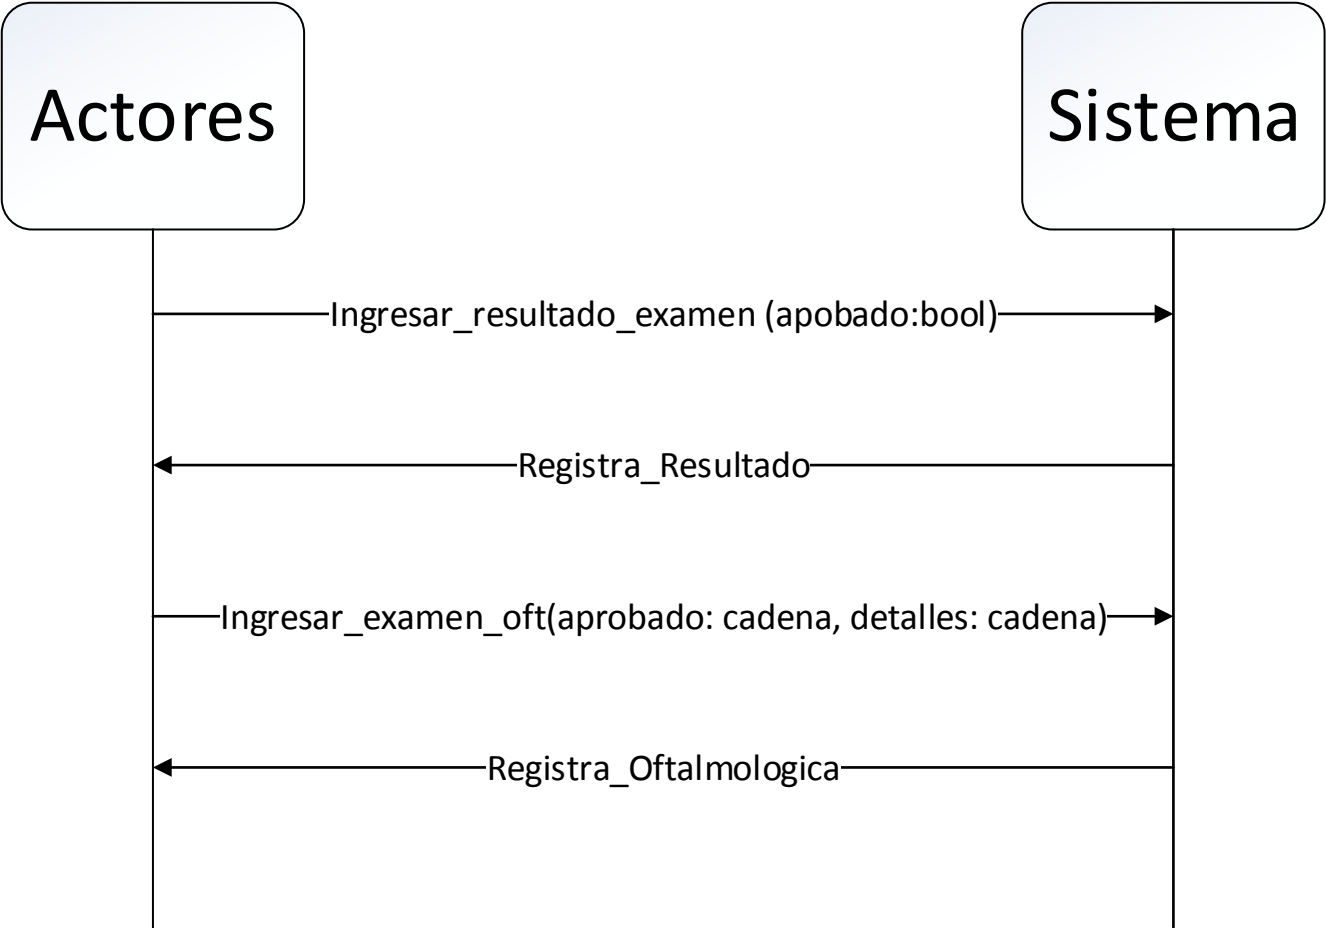 Actores
Sistema
Ingresar_resultado_examen (apobado:bool)
Registra_Resultado
Ingresar_examen_oft(aprobado: cadena, detalles: cadena)
Registra_Oftalmologica